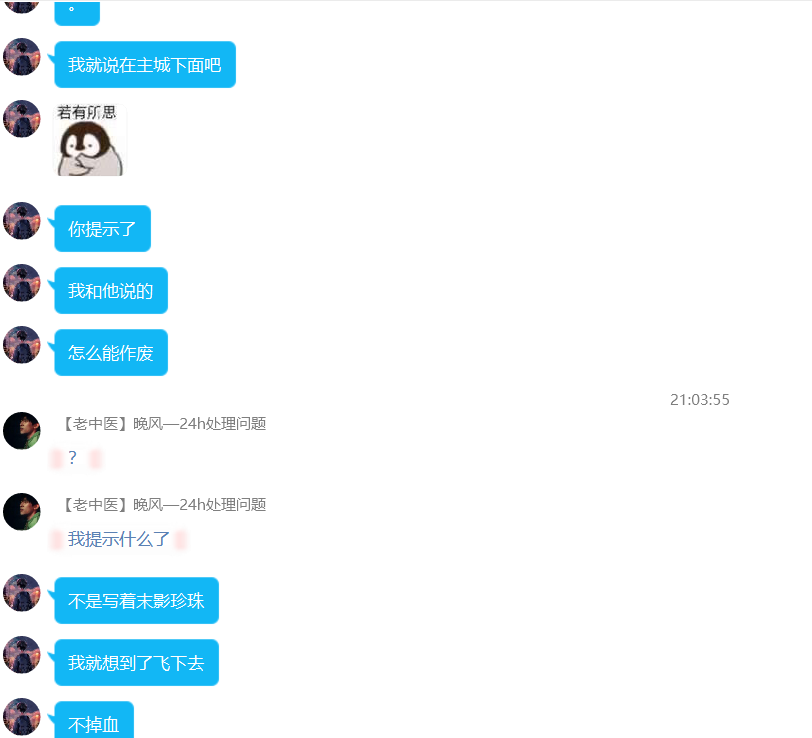 。
我就说在主城下面吧
若有所思
你提示了
我和他说的
怎么能作废
21:03:55
【老中医】晚风—24h处理问题
？
【老中医】晚风—24h处理问题
我提示什么了
不是写着末影珍珠
我就想到了飞下去
不掉血